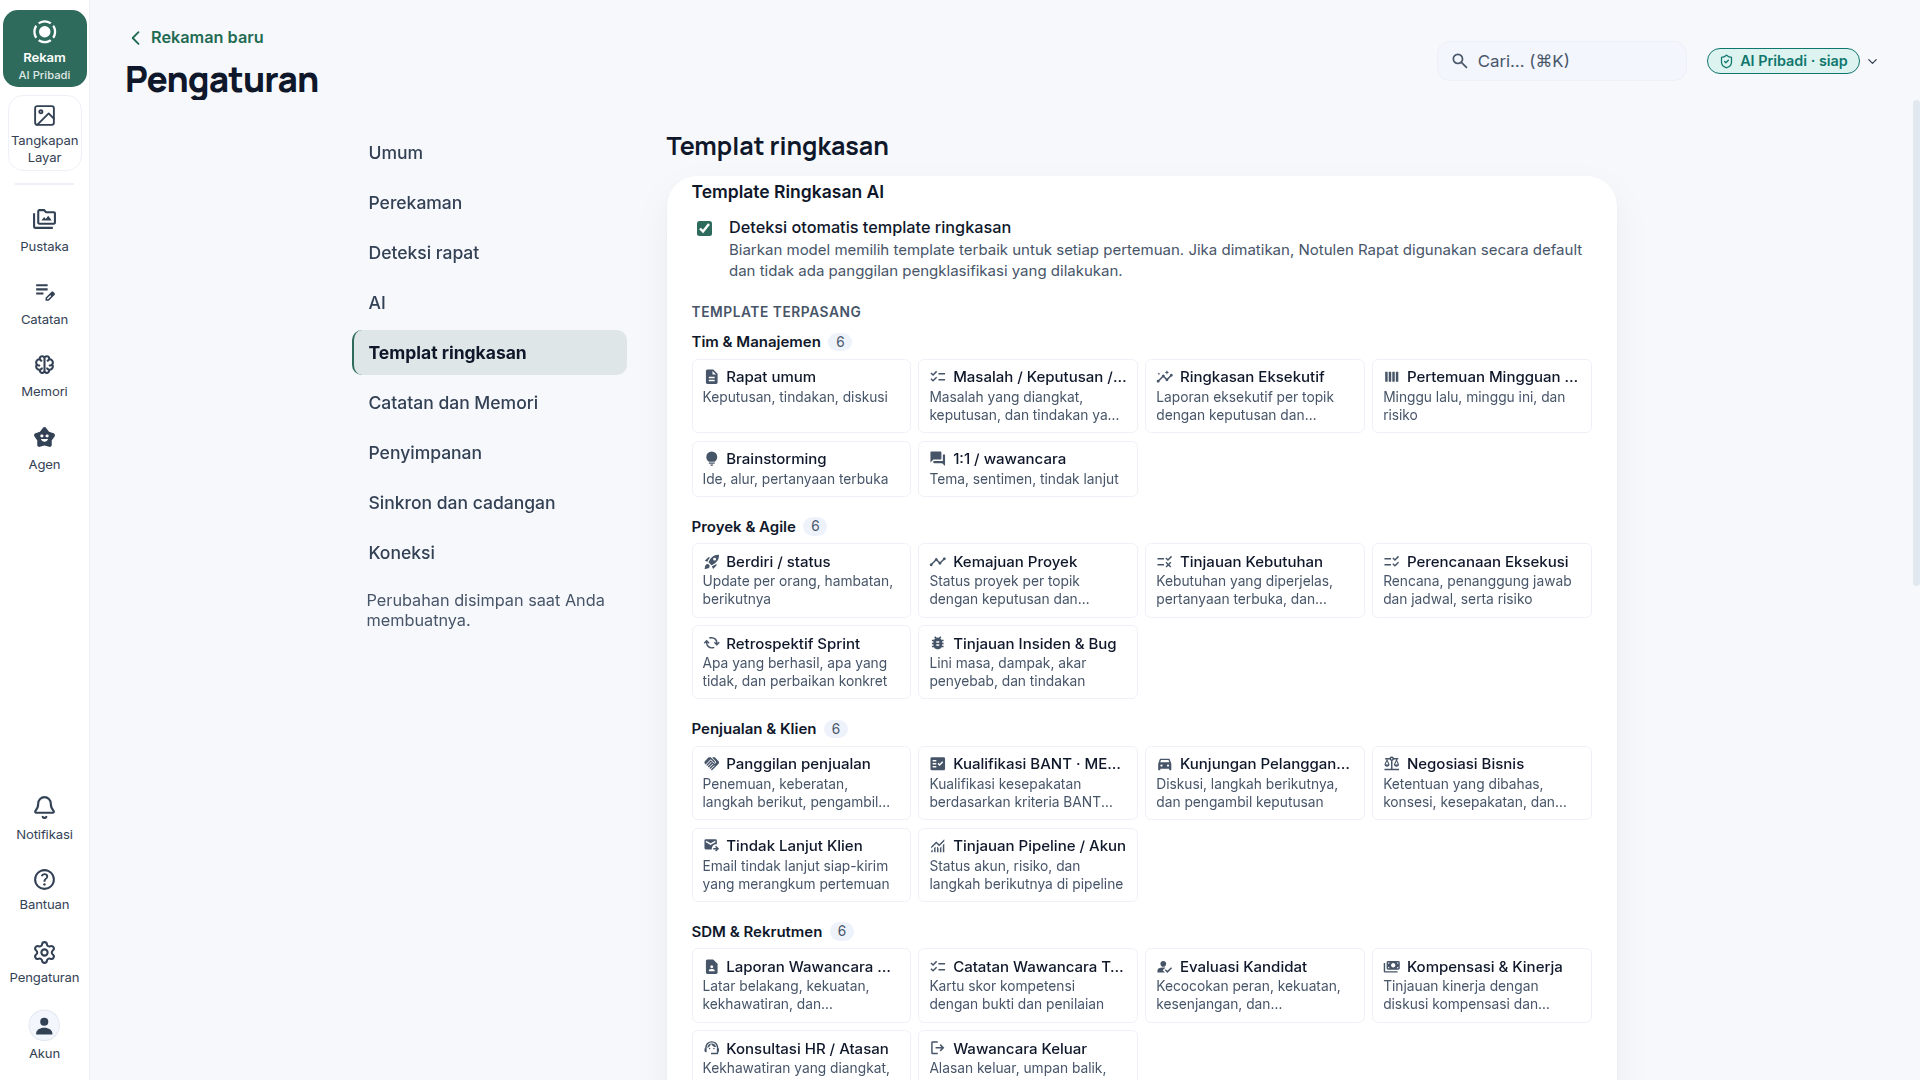 Rekam
AI Pribadi
Tangkapan
Layar
Pustaka
Catatan
Memori
Agen
Notifikasi
Bantuan
Pengaturan
Akun
Rekaman baru
Pengaturan
Cari... (⌘K)
AI Pribadi · siap
Umum
Perekaman
Deteksi rapat
AI
Templat ringkasan
Catatan dan Memori
Penyimpanan
Sinkron dan cadangan
Koneksi
Perubahan disimpan saat Anda
membuatnya.
Templat ringkasan
Template Ringkasan AI
Deteksi otomatis template ringkasan
Biarkan model memilih template terbaik untuk setiap pertemuan. Jika dimatikan, Notulen Rapat digunakan secara default
dan tidak ada panggilan pengklasifikasi yang dilakukan.
TEMPLATE TERPASANG
Tim & Manajemen 6
Rapat umum
Keputusan, tindakan, diskusi
Masalah / Keputusan /...
Masalah yang diangkat,
keputusan, dan tindakan ya...
Ringkasan Eksekutif
Laporan eksekutif per topik
dengan keputusan dan...
Pertemuan Mingguan ...
Minggu lalu, minggu ini, dan
risiko
Brainstorming
Ide, alur, pertanyaan terbuka
1:1 / wawancara
Tema, sentimen, tindak lanjut
Proyek & Agile 6
Berdiri / status
Update per orang, hambatan,
berikutnya
Kemajuan Proyek
Status proyek per topik
dengan keputusan dan...
Tinjauan Kebutuhan
Kebutuhan yang diperjelas,
pertanyaan terbuka, dan...
Perencanaan Eksekusi
Rencana, penanggung jawab
dan jadwal, serta risiko
Retrospektif Sprint
Apa yang berhasil, apa yang
tidak, dan perbaikan konkret
Tinjauan Insiden & Bug
Lini masa, dampak, akar
penyebab, dan tindakan
Penjualan & Klien 6
Panggilan penjualan
Penemuan, keberatan,
langkah berikut, pengambil...
Kualifikasi BANT · ME...
Kualifikasi kesepakatan
berdasarkan kriteria BANT...
Kunjungan Pelanggan...
Diskusi, langkah berikutnya,
dan pengambil keputusan
Negosiasi Bisnis
Ketentuan yang dibahas,
konsesi, kesepakatan, dan...
Tindak Lanjut Klien
Email tindak lanjut siap-kirim
yang merangkum pertemuan
Tinjauan Pipeline / Akun
Status akun, risiko, dan
langkah berikutnya di pipeline
SDM & Rekrutmen 6
Laporan Wawancara ...
Latar belakang, kekuatan,
kekhawatiran, dan...
Catatan Wawancara T...
Kartu skor kompetensi
dengan bukti dan penilaian
Evaluasi Kandidat
Kecocokan peran, kekuatan,
kesenjangan, dan...
Kompensasi & Kinerja
Tinjauan kinerja dengan
diskusi kompensasi dan...
Konsultasi HR / Atasan
Kekhawatiran yang diangkat,
Wawancara Keluar
Alasan keluar, umpan balik,